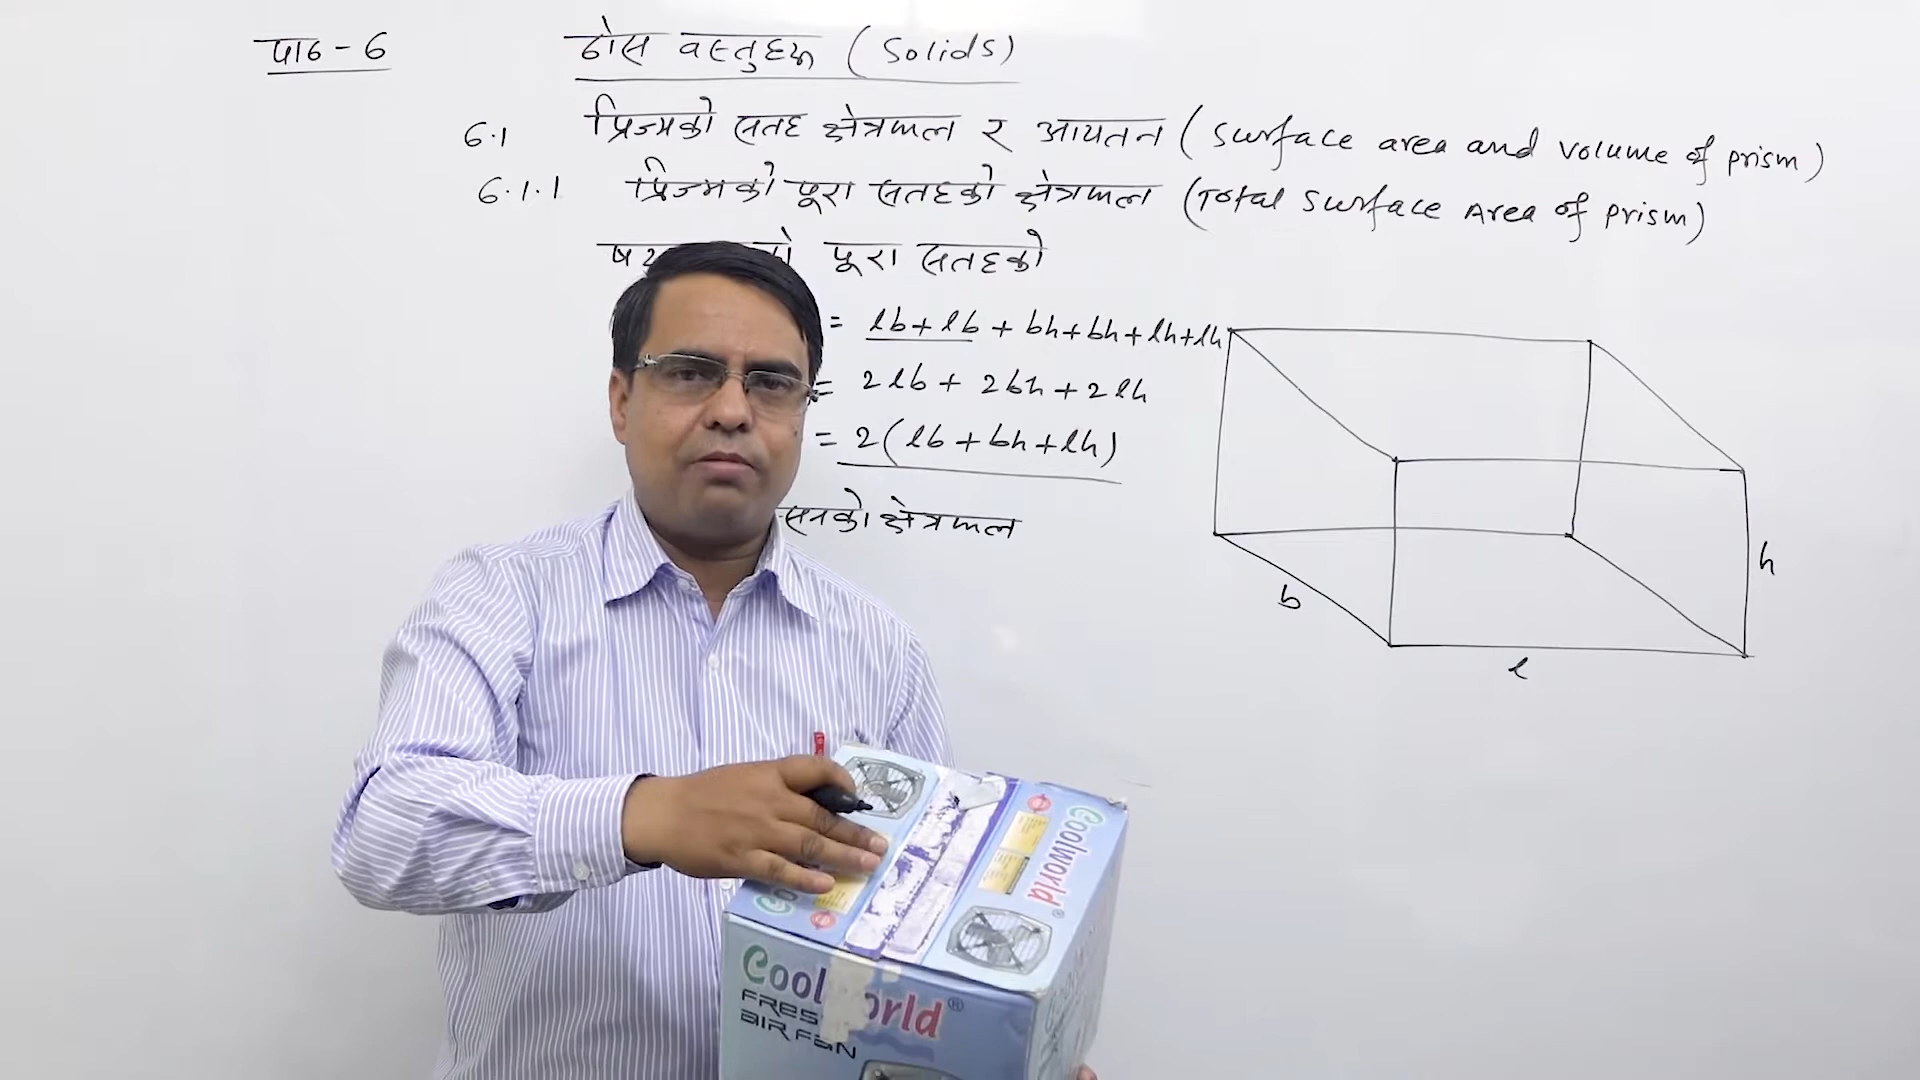 पाठ - 6
ठोस वस्तुहरू (Solids)
6.1 प्रिज्मको सतह क्षेत्रफल र आयतन (Surface area and volume of prism)
6.1.1 प्रिज्मको पूरा सतहको क्षेत्रफल (Total Surface Area of prism)
पूरा सतहको
= lb + lb + bh + bh + lh + lh
= 2lb + 2bh + 2lh
= 2(lb + bh + lh)
क्षेत्रफल
h
b
l
Coolworld
Coolworld®
FRES
AIR FAN